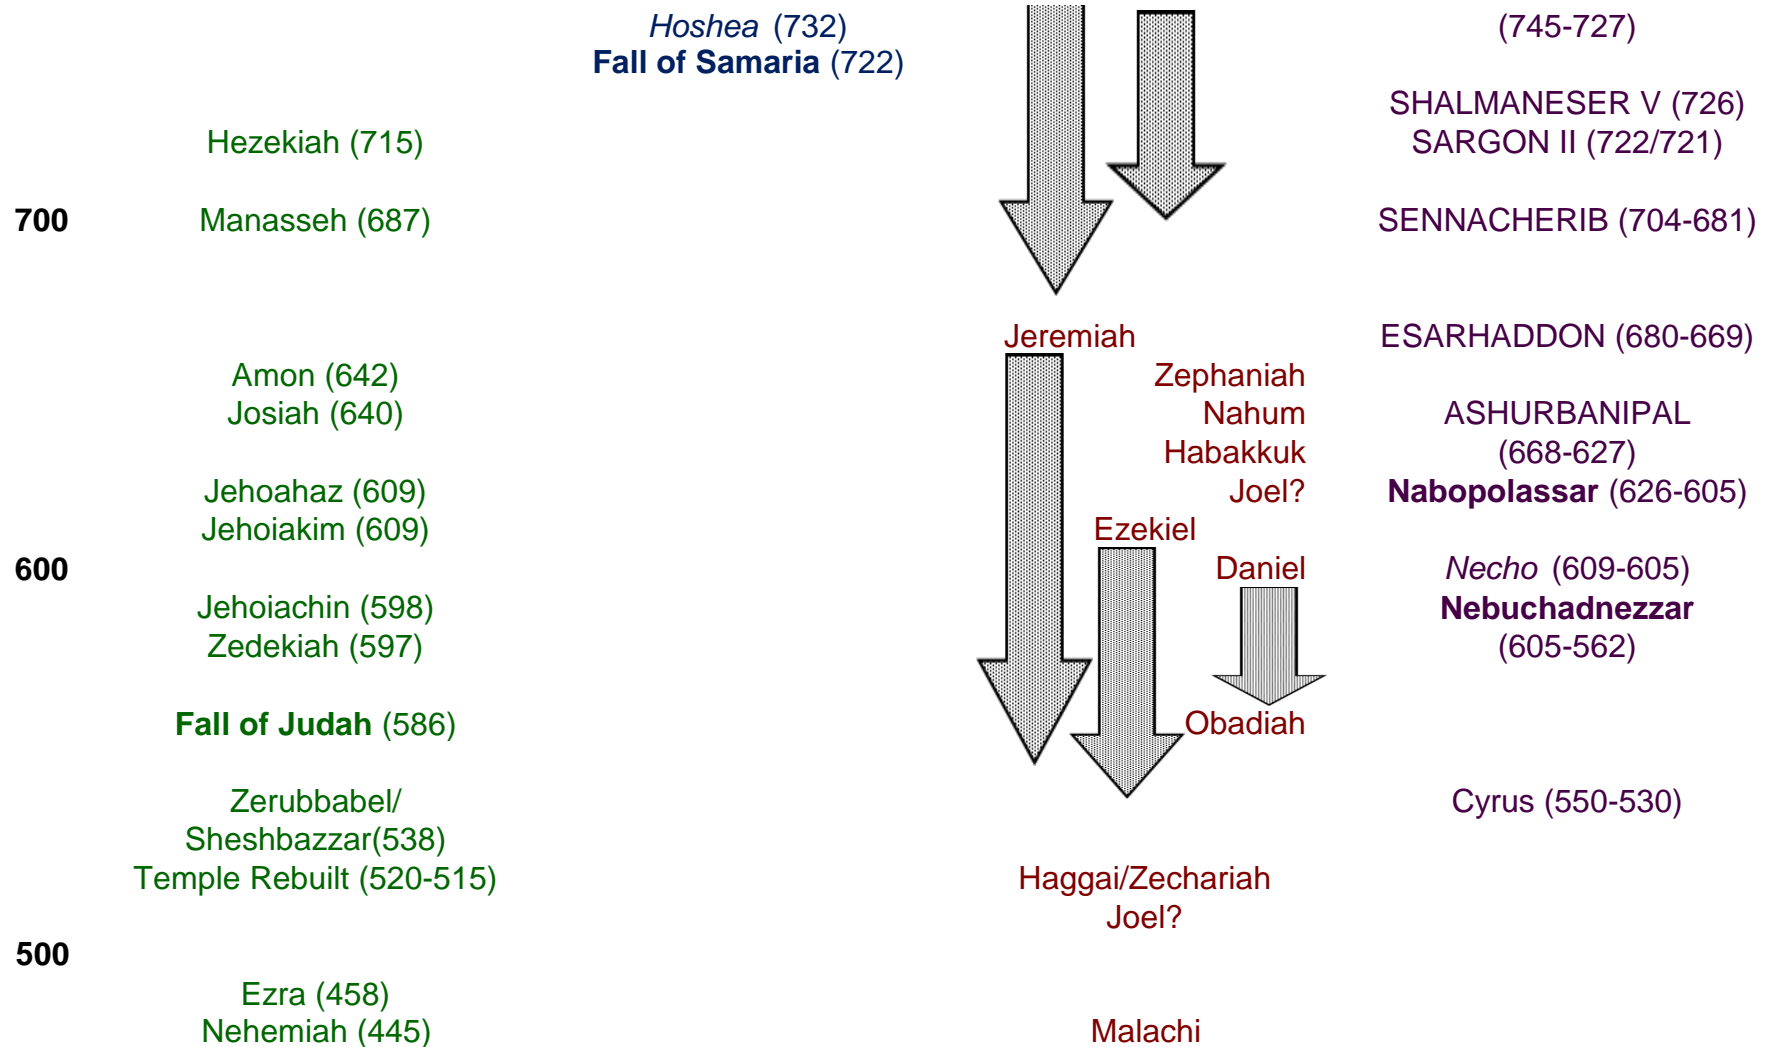 Hoshea (732)
(745-727)
Fall of Samaria (722)
SHALMANESER V (726)
Hezekiah (715)
SARGON II (722/721)
700
Manasseh (687)
SENNACHERIB (704-681)
Jeremiah
ESARHADDON (680-669)
Amon (642)
Zephaniah
Josiah (640)
Nahum
ASHURBANIPAL
Habakkuk
(668-627)
Jehoahaz (609)
Joel?
Nabopolassar (626-605)
Jehoiakim (609)
Ezekiel
600
Daniel
Necho (609-605)
Jehoiachin (598)
Nebuchadnezzar
Zedekiah (597)
(605-562)
Fall of Judah (586)
Obadiah
Zerubbabel/
Cyrus (550-530)
Sheshbazzar(538)
Temple Rebuilt (520-515)
Haggai/Zechariah
Joel?
500
Ezra (458)
Nehemiah (445)
Malachi